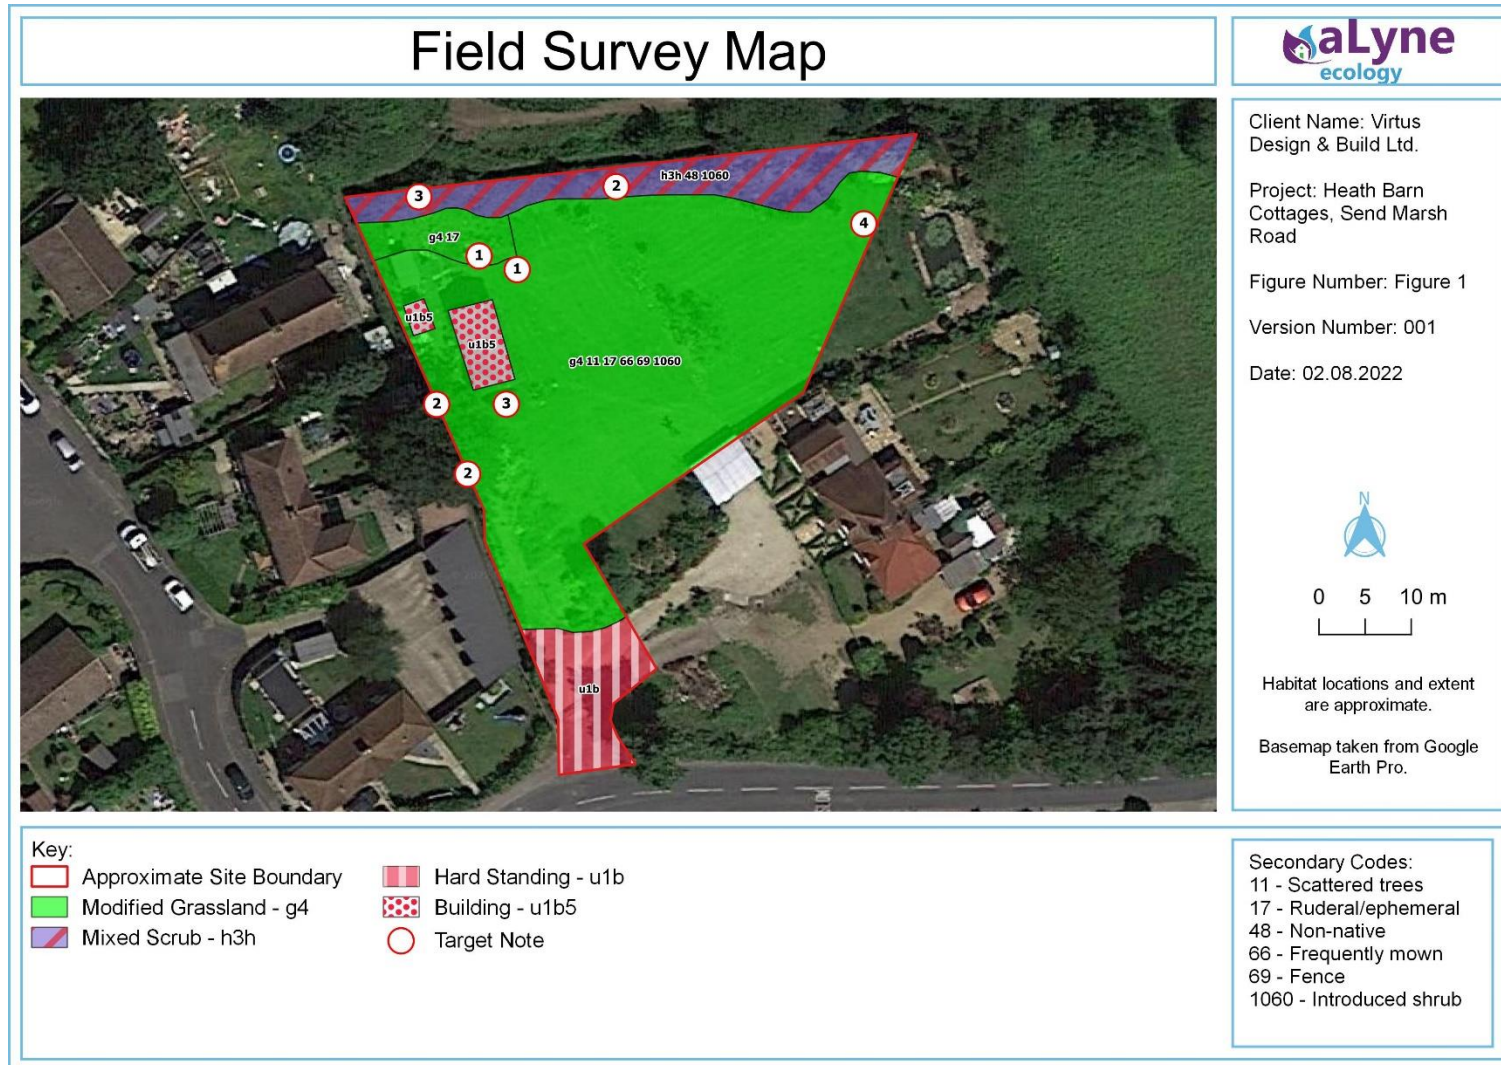 Field Survey Map
aLyne
ecology
Client Name: Virtus
Design & Build Ltd.
Project: Heath Barn
Cottages, Send Marsh
Road
Figure Number: Figure 1
Version Number: 001
Date: 02.08.2022
N
0 5 10 m
Habitat locations and extent
are approximate.
Basemap taken from Google
Earth Pro.
h3h 48 1060
3
2
4
g4 17
1
1
u1b5
u1b5
g4 11 17 66 69 1060
2
3
2
u1b
Key:
Approximate Site Boundary
Modified Grassland - g4
Mixed Scrub - h3h
Hard Standing - u1b
Building - u1b5
Target Note
Secondary Codes:
11 - Scattered trees
17 - Ruderal/ephemeral
48 - Non-native
66 - Frequently mown
69 - Fence
1060 - Introduced shrub